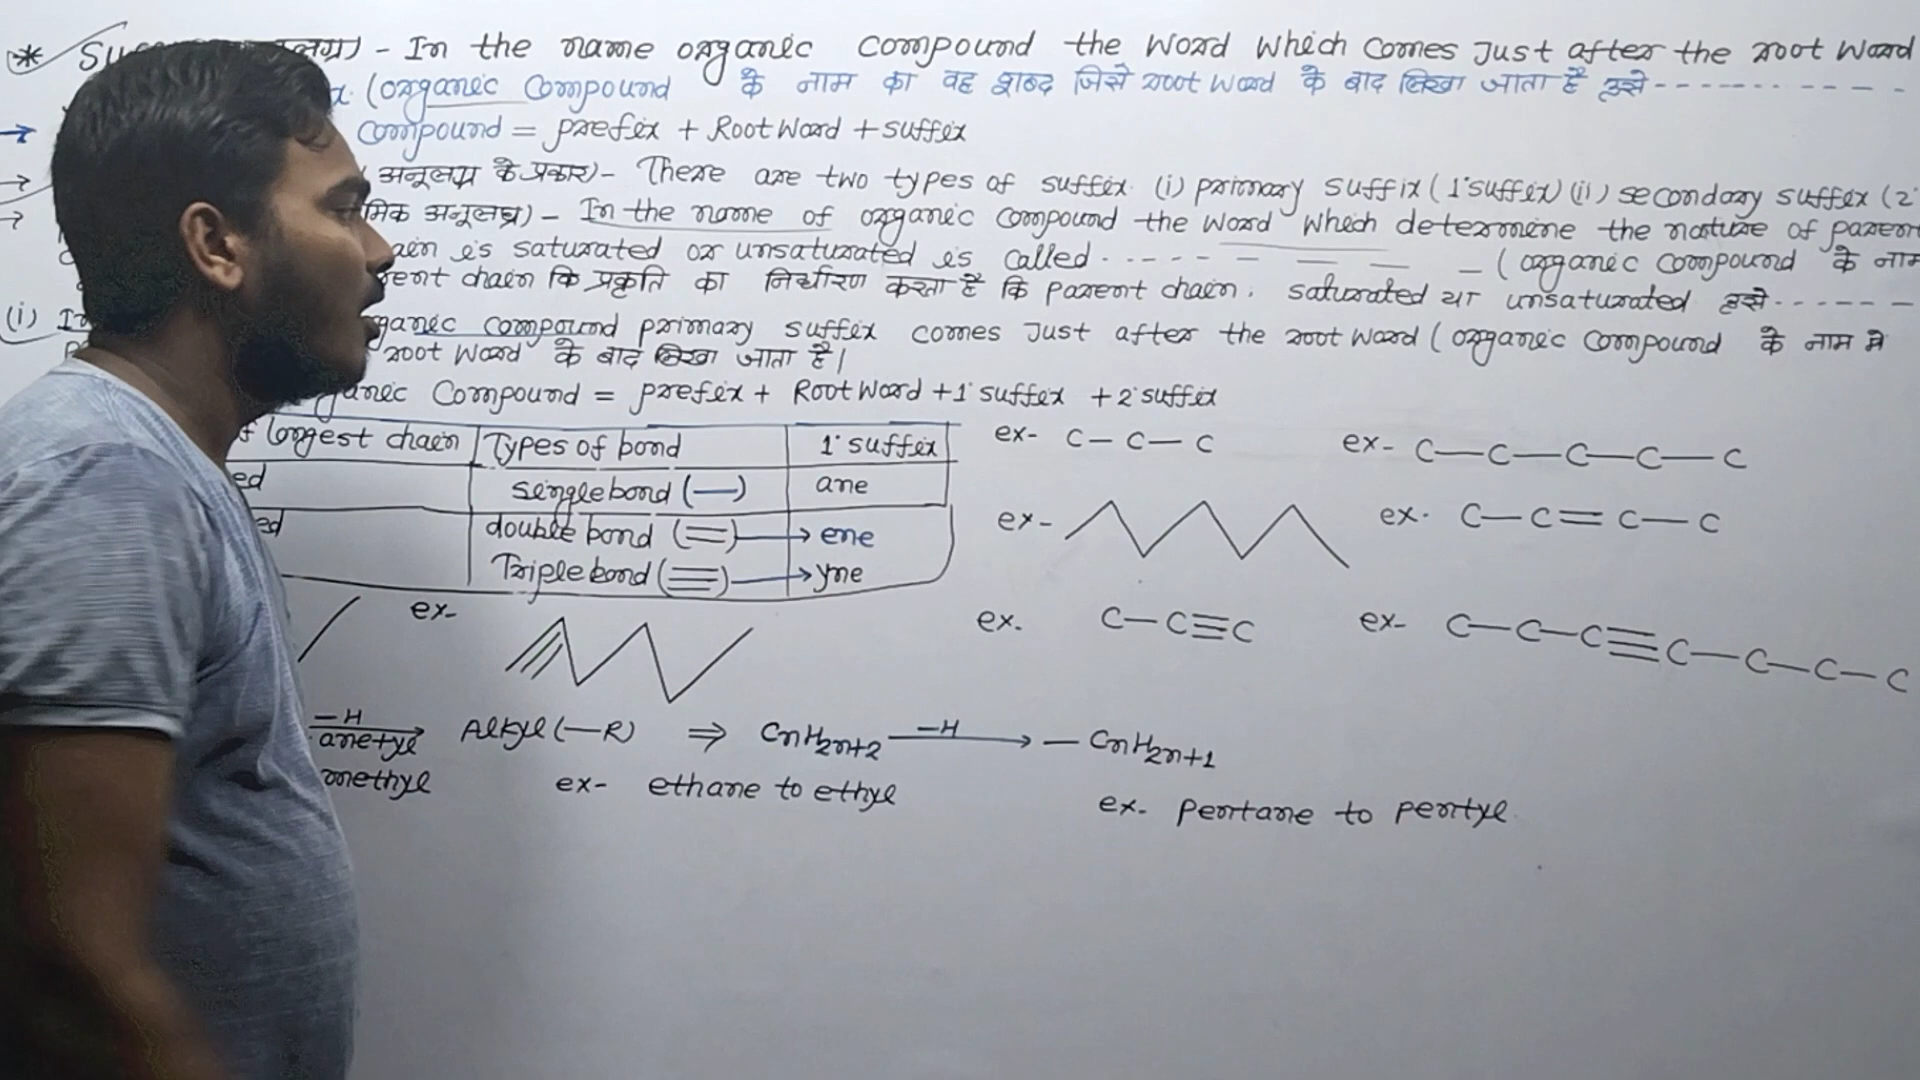 * लग्न) - In the name organic compound the word which comes Just after the root word
(organic compound के नाम का वह शब्द जिसे root word के बाद लिखा जाता है उसे ----------
→ compound = prefix + Root word + suffix
→ अनूलग्न के प्रकार) - There are two types of suffix (i) primary suffix (1° suffix) (ii) secondary suffix (2°
→ मिक अनूलग्न) - In the name of organic compound the word which determine the nature of parent
is saturated or unsaturated is called ------- (organic compound के नाम
chain कि प्रकृति का निर्धारण करता है कि parent chain. saturated या unsaturated उसे ------
(i) In compound primary suffix comes Just after the root word (organic compound के नाम मे
root word के बाद लिखा जाता है।
Compound = prefix + Root word + 1° suffix + 2° suffix
longest chain Types of bond 1° suffix ex- C-C-C ex- C-C-C-C-C
ed single bond (—) ane
ed double bond (=) → ene ex- ex. C-C=C-C
Triple bond (≡) → yne
ex- ex. C-C≡C ex- C-C-C≡C-C-C-C
-H ane+yl → Alkyl (-R) ⇒ CnH2n+2 -H → - CnH2n+1
methyl ex- ethane to ethyl ex- pentane to pentyl